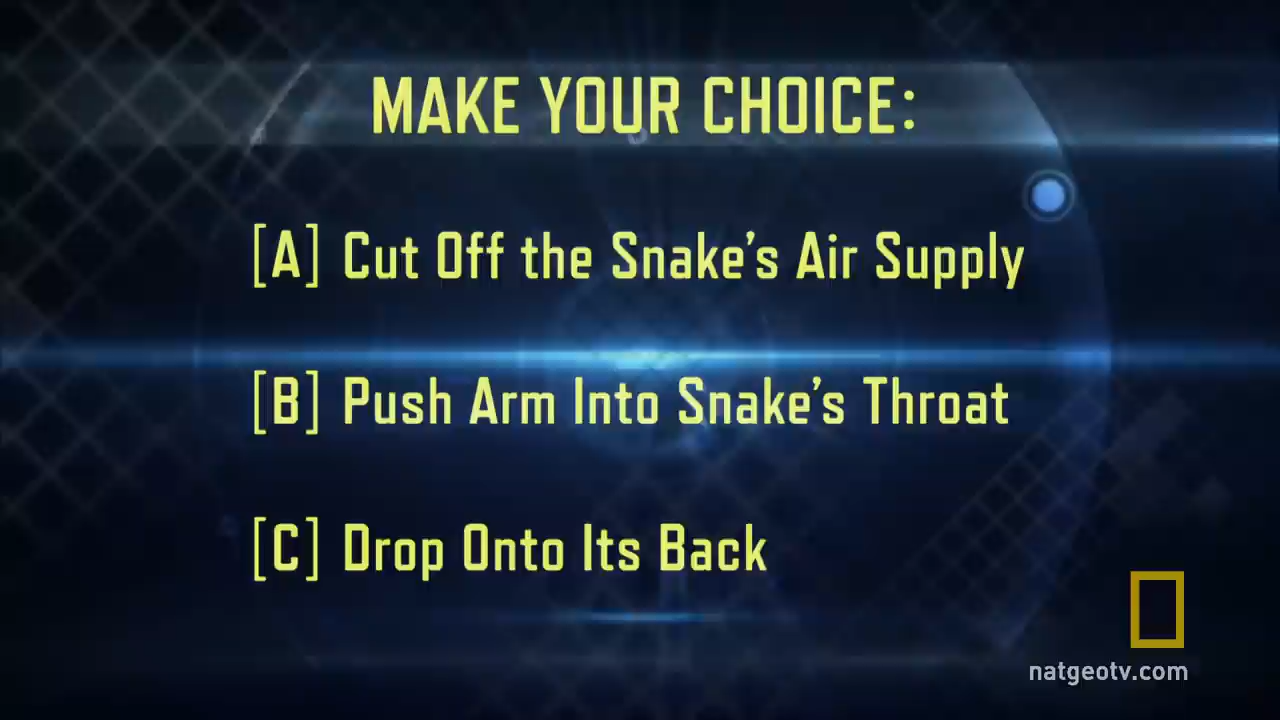 MAKE YOUR CHOICE:
[A] Cut Off the Snake's Air Supply
[B] Push Arm Into Snake's Throat
[C] Drop Onto Its Back
natgeotv.com